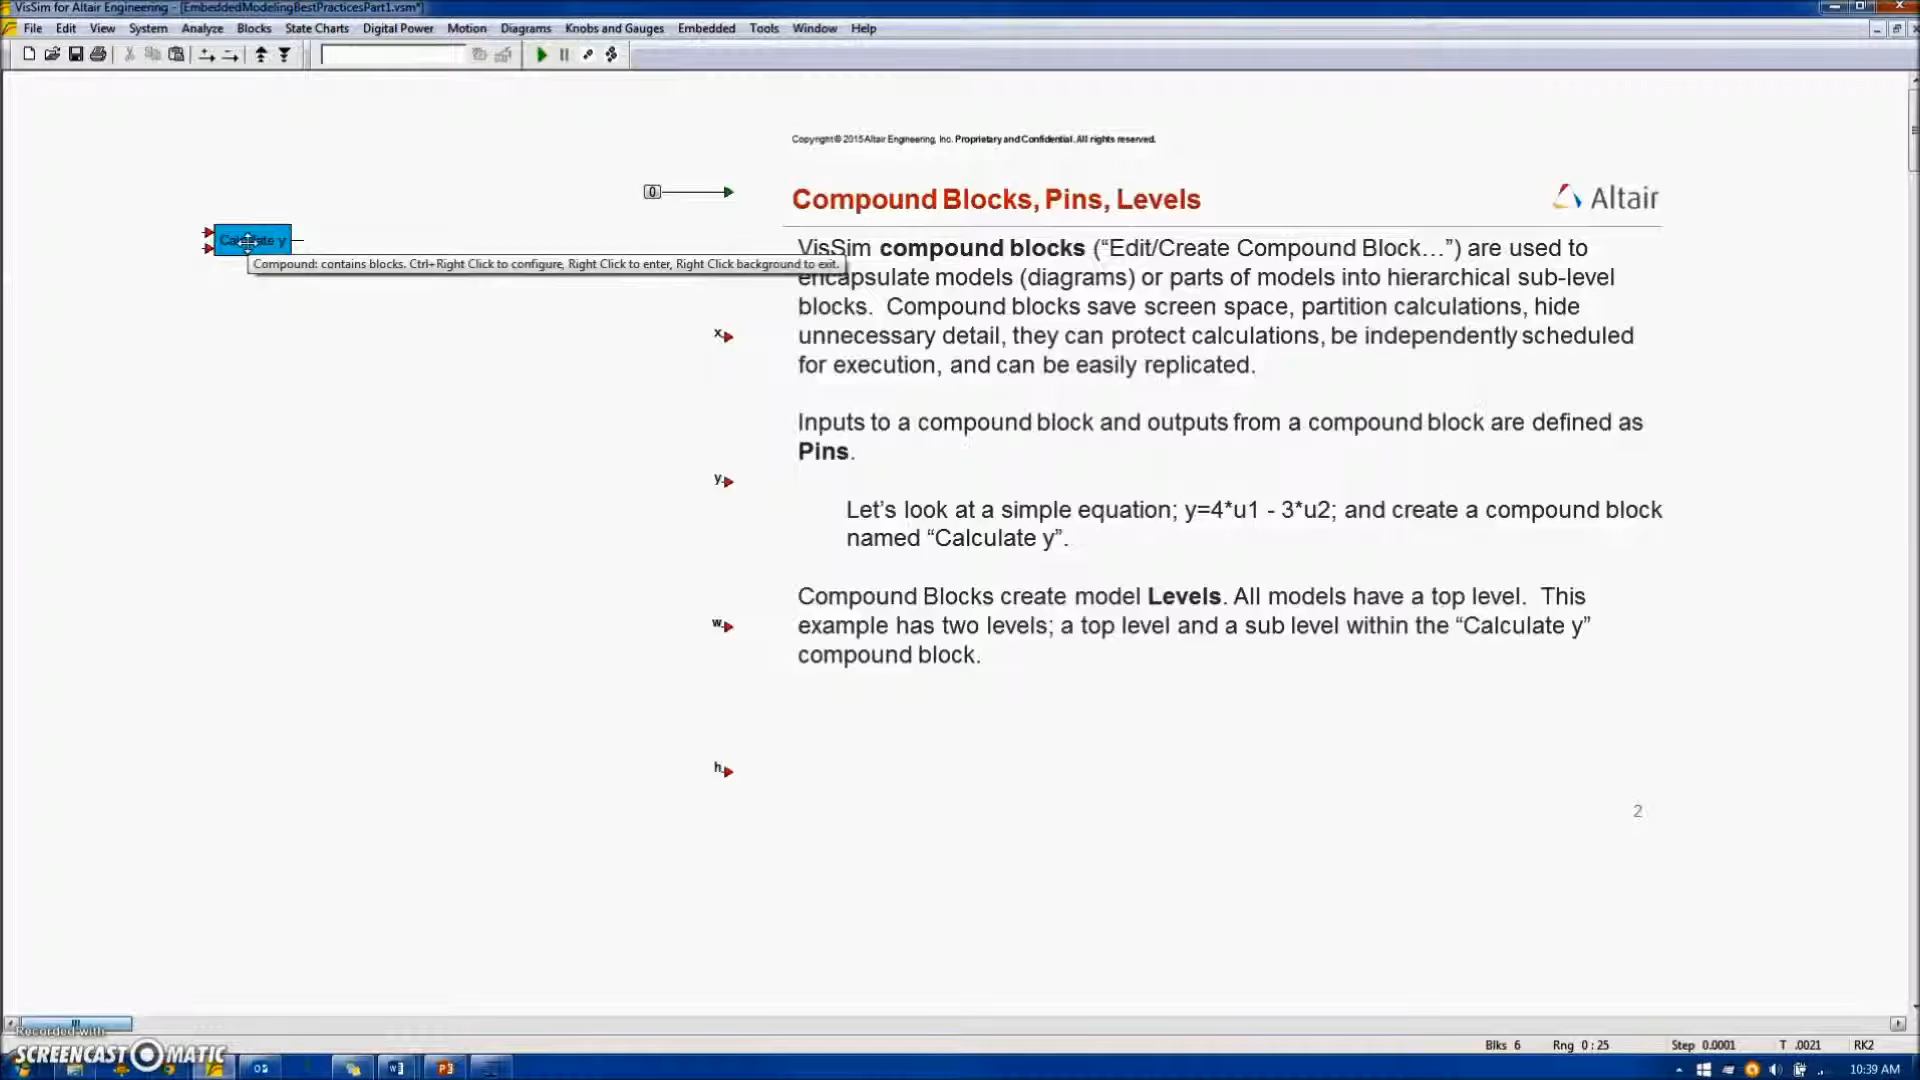 VisSim for Altair Engineering - [EmbeddedModelingBestPracticesPart1.vsm*]
File Edit View System Analyze Blocks State Charts Digital Power Motion Diagrams Knobs and Gauges Embedded Tools Window Help
Copyright © 2015 Altair Engineering, Inc. Proprietary and Confidential. All rights reserved.
0
Compound Blocks, Pins, Levels
Altair
Calculate y
VisSim compound blocks (“Edit/Create Compound Block…”) are used to
Compound: contains blocks. Ctrl+Right Click to configure, Right Click to enter, Right Click background to exit.
encapsulate models (diagrams) or parts of models into hierarchical sub-level
blocks. Compound blocks save screen space, partition calculations, hide
x
unnecessary detail, they can protect calculations, be independently scheduled
for execution, and can be easily replicated.
Inputs to a compound block and outputs from a compound block are defined as
Pins.
y
Let’s look at a simple equation; y=4*u1 - 3*u2; and create a compound block
named “Calculate y”.
Compound Blocks create model Levels. All models have a top level. This
w
example has two levels; a top level and a sub level within the “Calculate y”
compound block.
h
2
Recorded with
SCREENCAST-O-MATIC
Blks 6 Rng 0:25 Step 0.0001 T .0021 RK2
10:39 AM